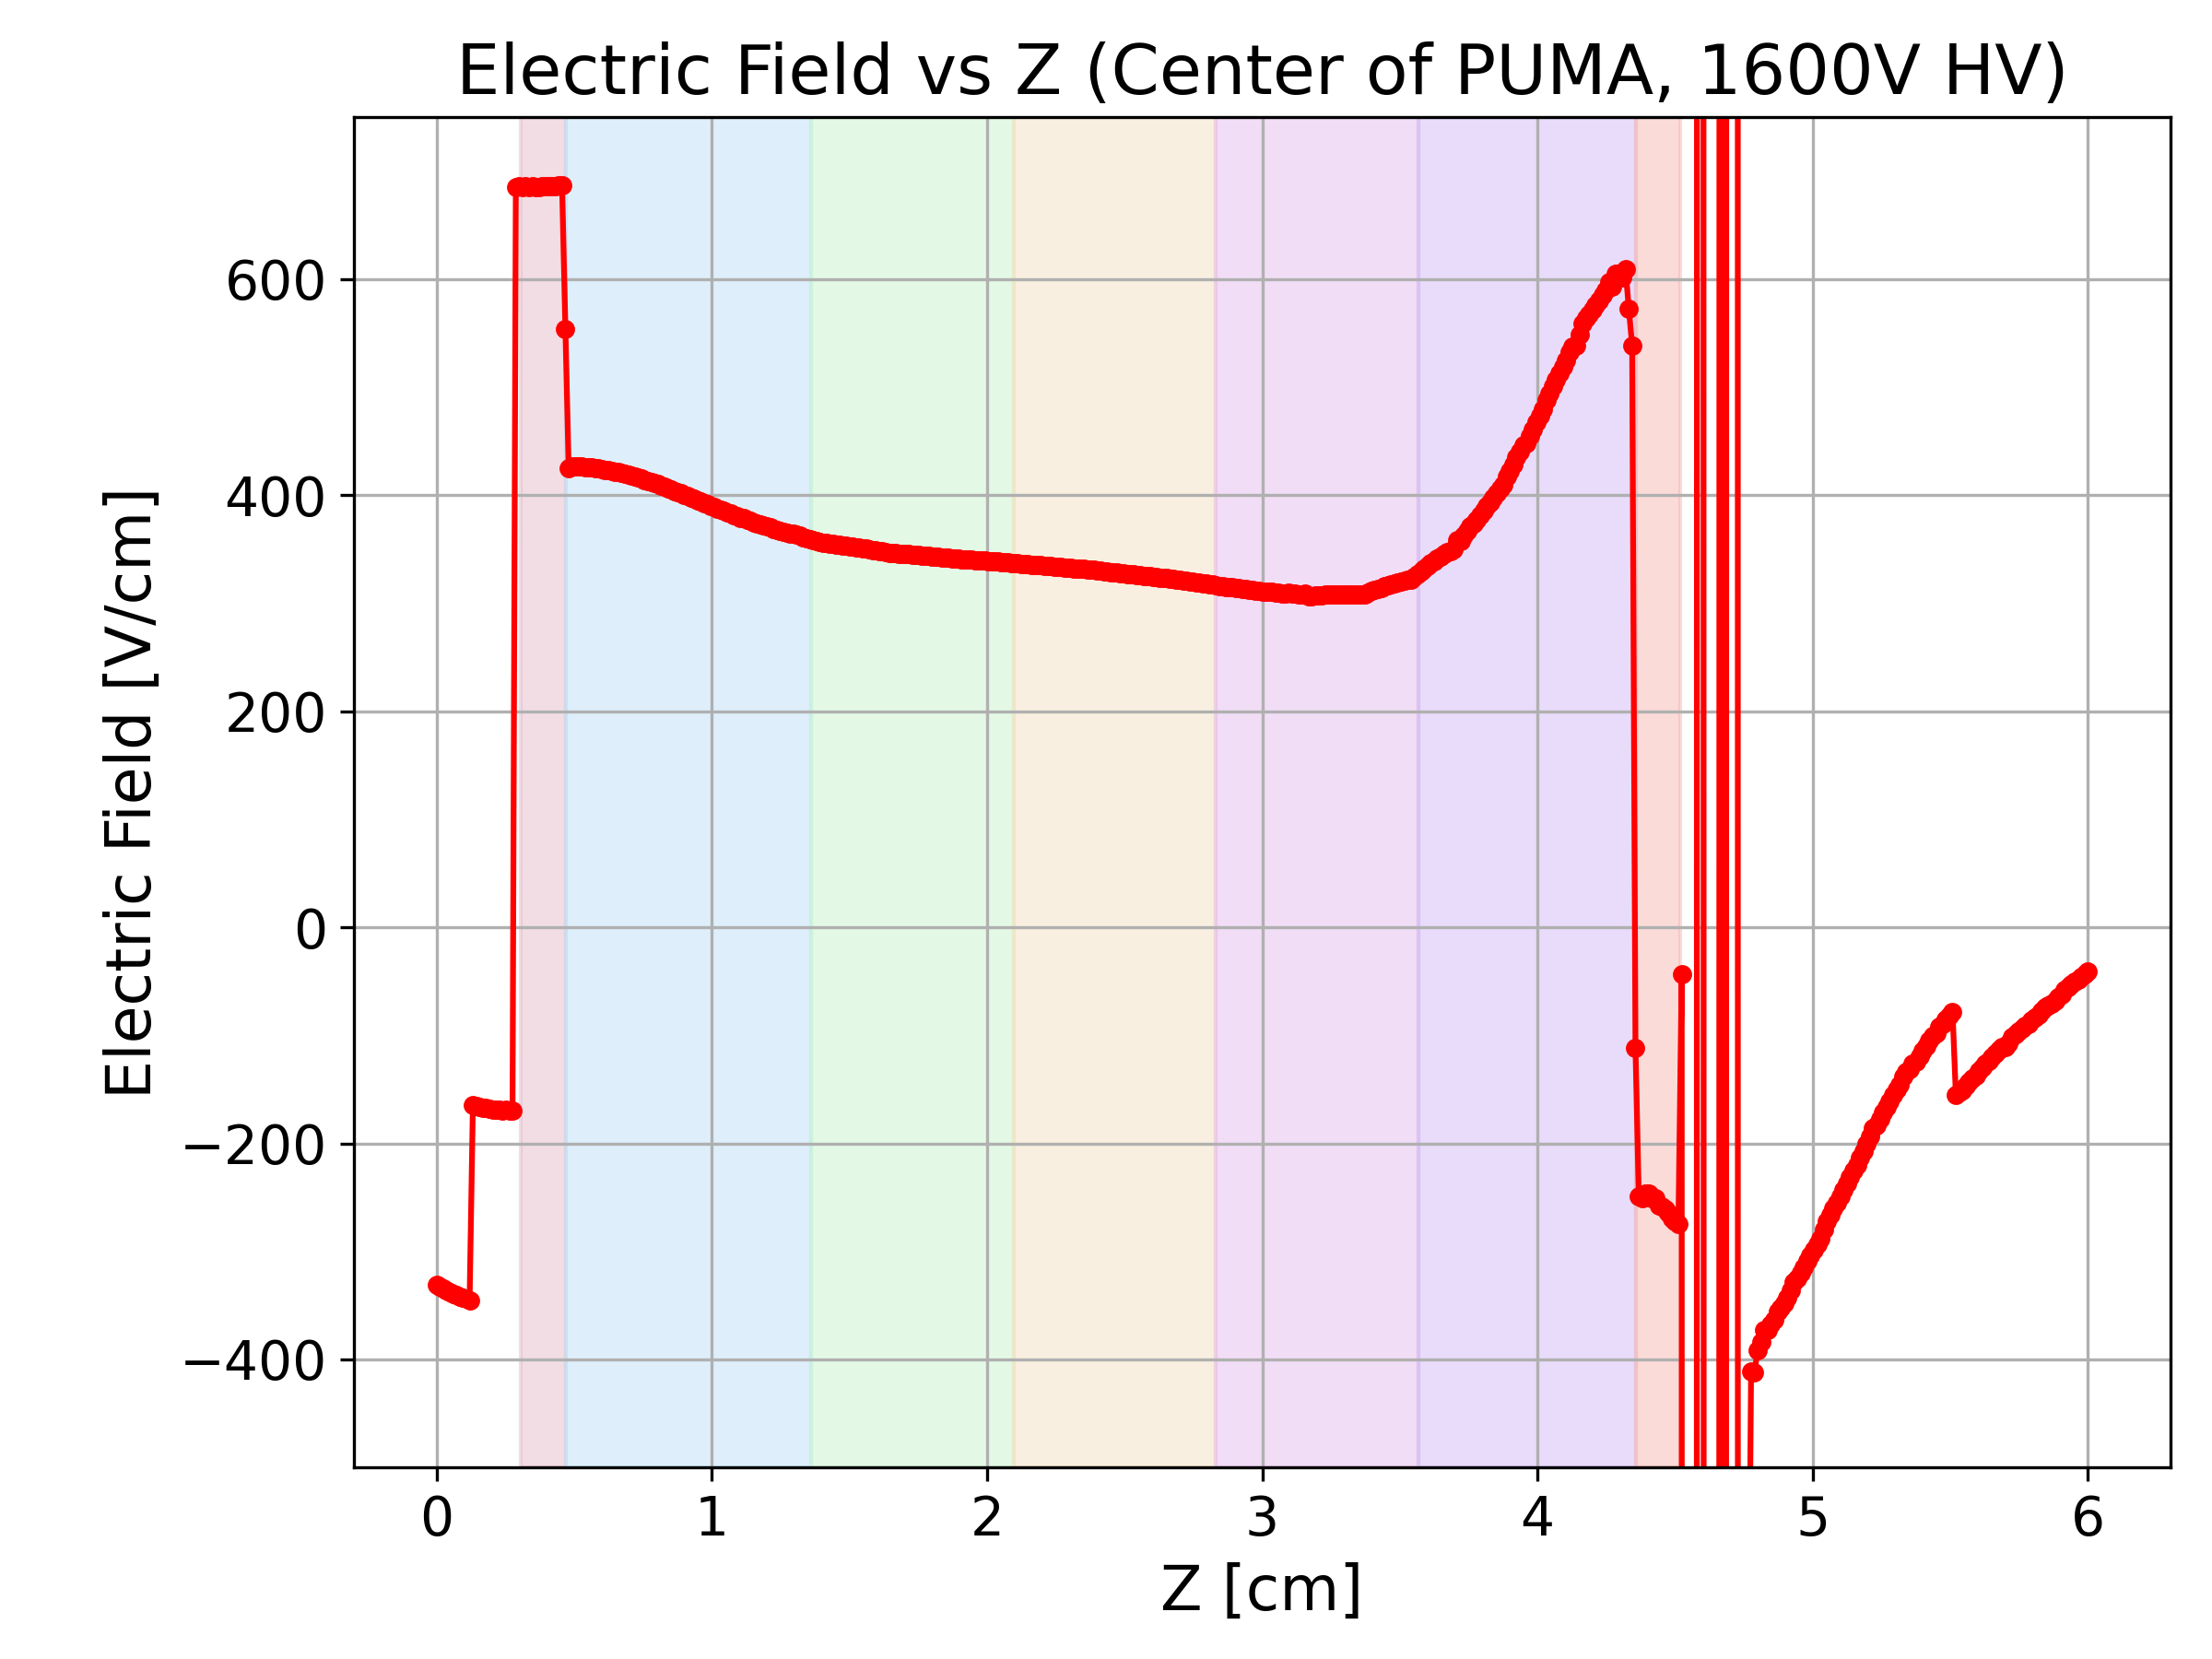 Electric Field vs Z (Center of PUMA, 1600V HV)
Electric Field [V/cm]
600
400
200
0
−200
−400
0 1 2 3 4 5 6
Z [cm]